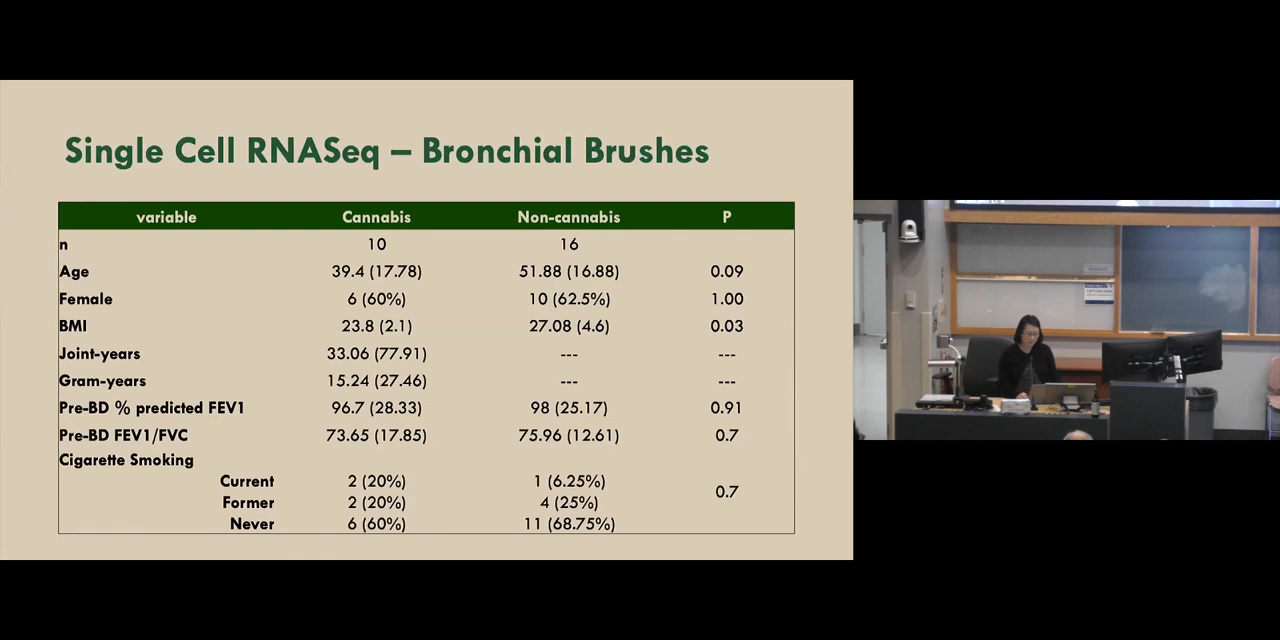 Single Cell RNASeq – Bronchial Brushes
variable Cannabis Non-cannabis P
n 10 16
Age 39.4 (17.78) 51.88 (16.88) 0.09
Female 6 (60%) 10 (62.5%) 1.00
BMI 23.8 (2.1) 27.08 (4.6) 0.03
Joint-years 33.06 (77.91) --- ---
Gram-years 15.24 (27.46) --- ---
Pre-BD % predicted FEV1 96.7 (28.33) 98 (25.17) 0.91
Pre-BD FEV1/FVC 73.65 (17.85) 75.96 (12.61) 0.7
Cigarette Smoking
Current 2 (20%) 1 (6.25%)
0.7
Former 2 (20%) 4 (25%)
Never 6 (60%) 11 (68.75%)